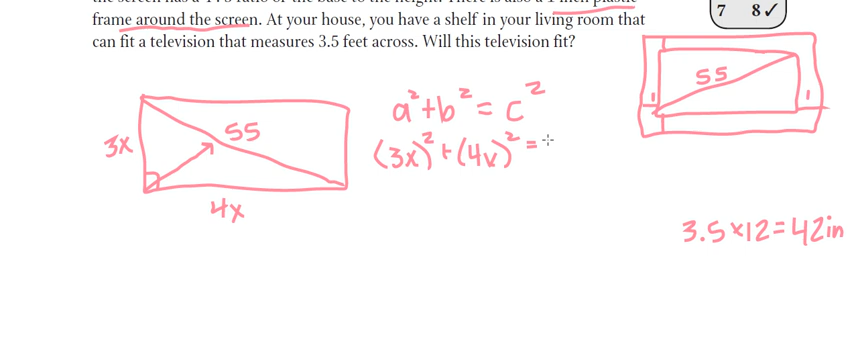 7 8✓
frame around the screen. At your house, you have a shelf in your living room that
can fit a television that measures 3.5 feet across. Will this television fit?
55
1 1
a² + b² = c²
3x 55
(3x)² + (4x)² =
4x
3.5 × 12 = 42in